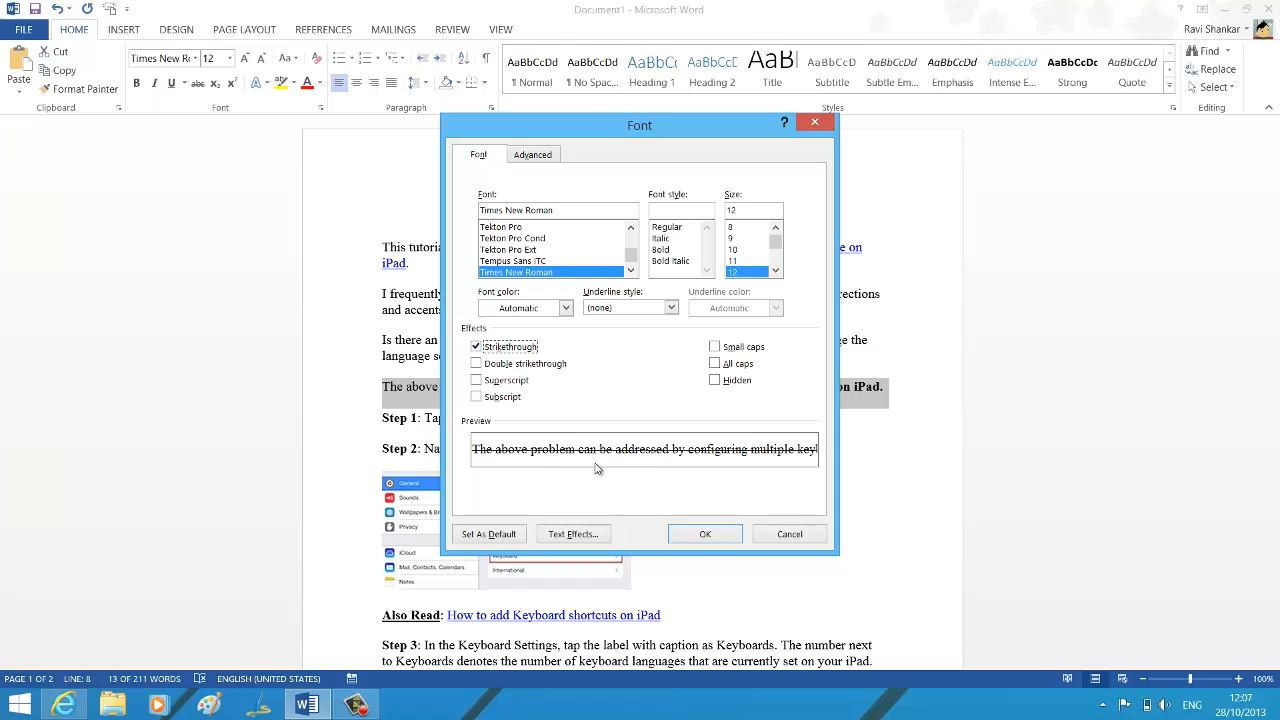 Document1 - Microsoft Word
FILE HOME INSERT DESIGN PAGE LAYOUT REFERENCES MAILINGS REVIEW VIEW Ravi Shankar
Paste Cut
Copy
Format Painter
Clipboard
Times New Ro 12 Aa
B I U abc X₂ X² A A
Font
Paragraph
AaBbCcDd AaBbCcDd AaBbCc AaBbCcE AaB AaBbCcD AaBbCcDd AaBbCcDd AaBbCcDd AaBbCcDd AaBbCcDd
¶ Normal ¶ No Spac... Heading 1 Heading 2 Title Subtitle Subtle Em... Emphasis Intense E... Strong Quote
Styles
Find
Replace
Select
Editing
This tutoria
e on
iPad.
I frequently
rections
and accent
Is there an
ge the
language s
The above
on iPad.
Step 1: Ta
Step 2: Na
General
Sounds
Wallpapers & Br
Privacy
iCloud
Mail, Contacts, Calendars
Notes
International
Font
?
Font Advanced
Font: Font style: Size:
Times New Roman 12
Tekton Pro Regular 8
Tekton Pro Cond Italic 9
Tekton Pro Ext Bold 10
Tempus Sans ITC Bold Italic 11
Times New Roman 12
Font color: Underline style: Underline color:
Automatic (none) Automatic
Effects
Strikethrough Small caps
Double strikethrough All caps
Superscript Hidden
Subscript
Preview
The above problem can be addressed by configuring multiple key
Set As Default Text Effects... OK Cancel
Also Read: How to add Keyboard shortcuts on iPad
Step 3: In the Keyboard Settings, tap the label with caption as Keyboards. The number next
to Keyboards denotes the number of keyboard languages that are currently set on your iPad.
PAGE 1 OF 2 LINE: 8 13 OF 211 WORDS ENGLISH (UNITED STATES) 100%
ENG
12:07
28/10/2013